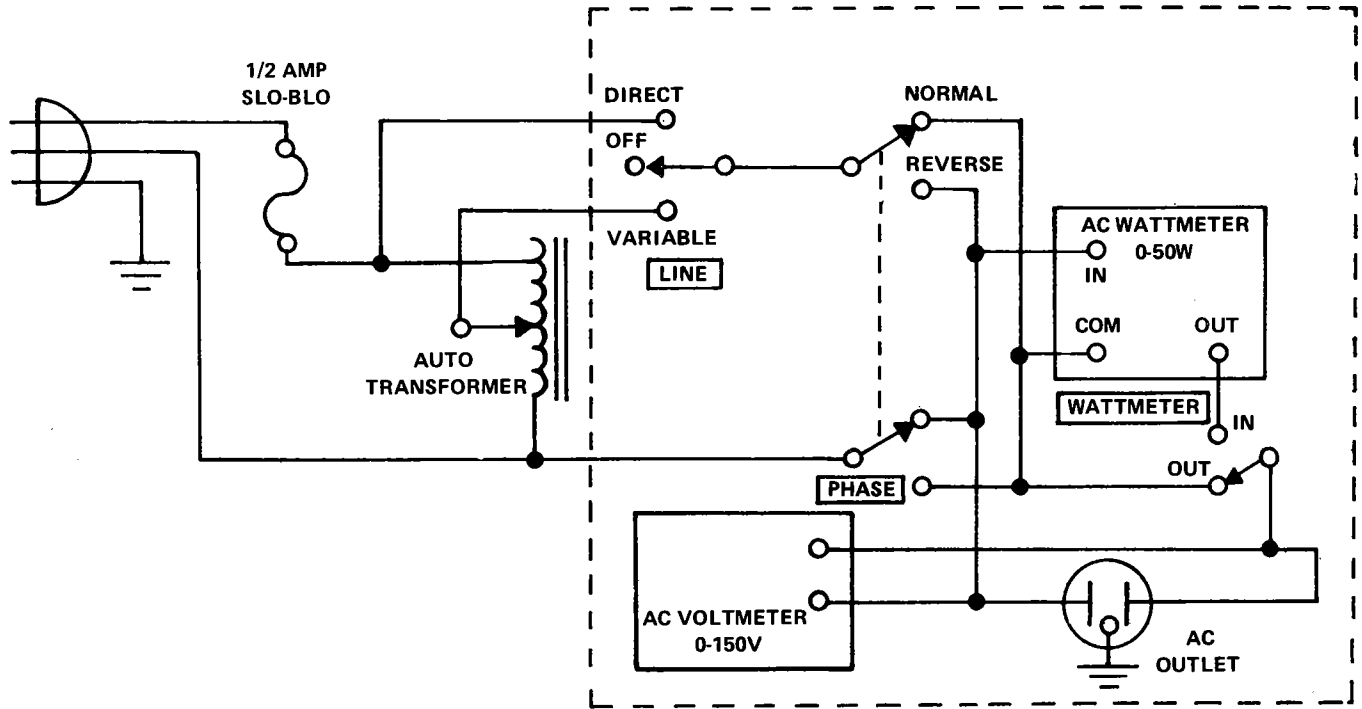 1/2 AMP
SLO-BLO
DIRECT
OFF
VARIABLE
LINE
NORMAL
REVERSE
AC WATTMETER
0-50W
IN
COM
OUT
WATTMETER
IN
OUT
AUTO
TRANSFORMER
PHASE
AC VOLTMETER
0-150V
AC
OUTLET